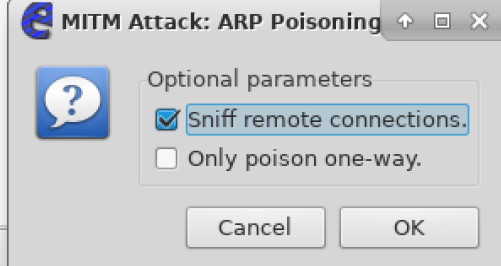 MITM Attack: ARP Poisoning
Optional parameters
Sniff remote connections.
Only poison one-way.
Cancel OK